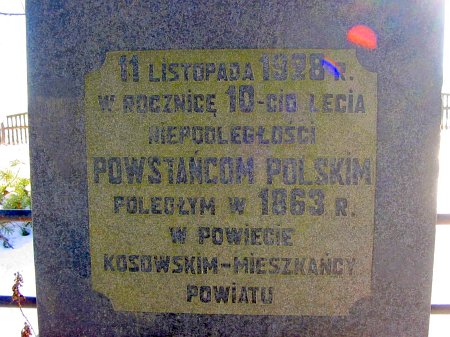 11 LISTOPADA 1928 R.
W ROCZNICĘ 10-CIO LECIA
NIEPODLEGŁOŚCI
POWSTAŃCOM POLSKIM
POLEGŁYM W 1863 R.
W POWIECIE
KOSOWSKIM-MIESZKAŃCY
POWIATU